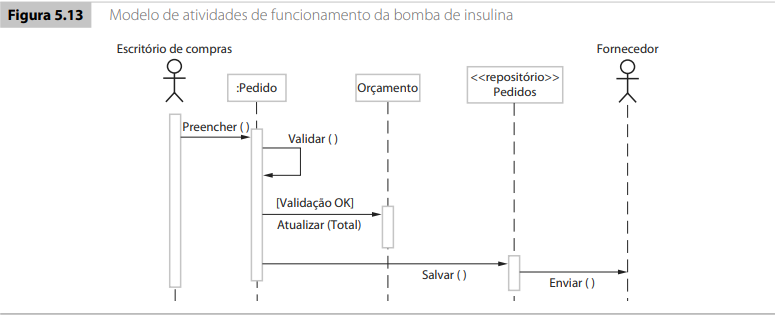 Figura 5.13 Modelo de atividades de funcionamento da bomba de insulina
Escritório de compras
Fornecedor
:Pedido
Orçamento
<<repositório>>
Pedidos
Preencher ( )
Validar ( )
[Validação OK]
Atualizar (Total)
Salvar ( )
Enviar ( )